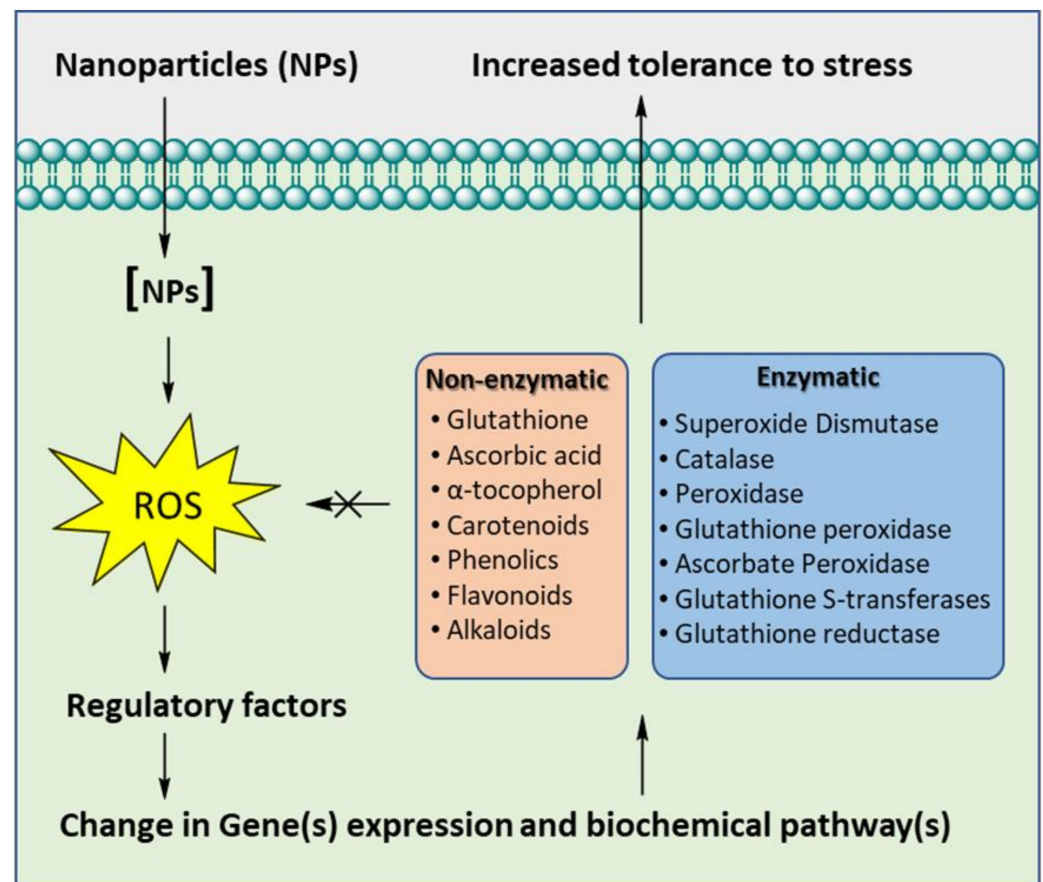 Nanoparticles (NPs)
Increased tolerance to stress
[NPs]
ROS
Non-enzymatic
• Glutathione
• Ascorbic acid
• α-tocopherol
• Carotenoids
• Phenolics
• Flavonoids
• Alkaloids
Enzymatic
• Superoxide Dismutase
• Catalase
• Peroxidase
• Glutathione peroxidase
• Ascorbate Peroxidase
• Glutathione S-transferases
• Glutathione reductase
Regulatory factors
Change in Gene(s) expression and biochemical pathway(s)